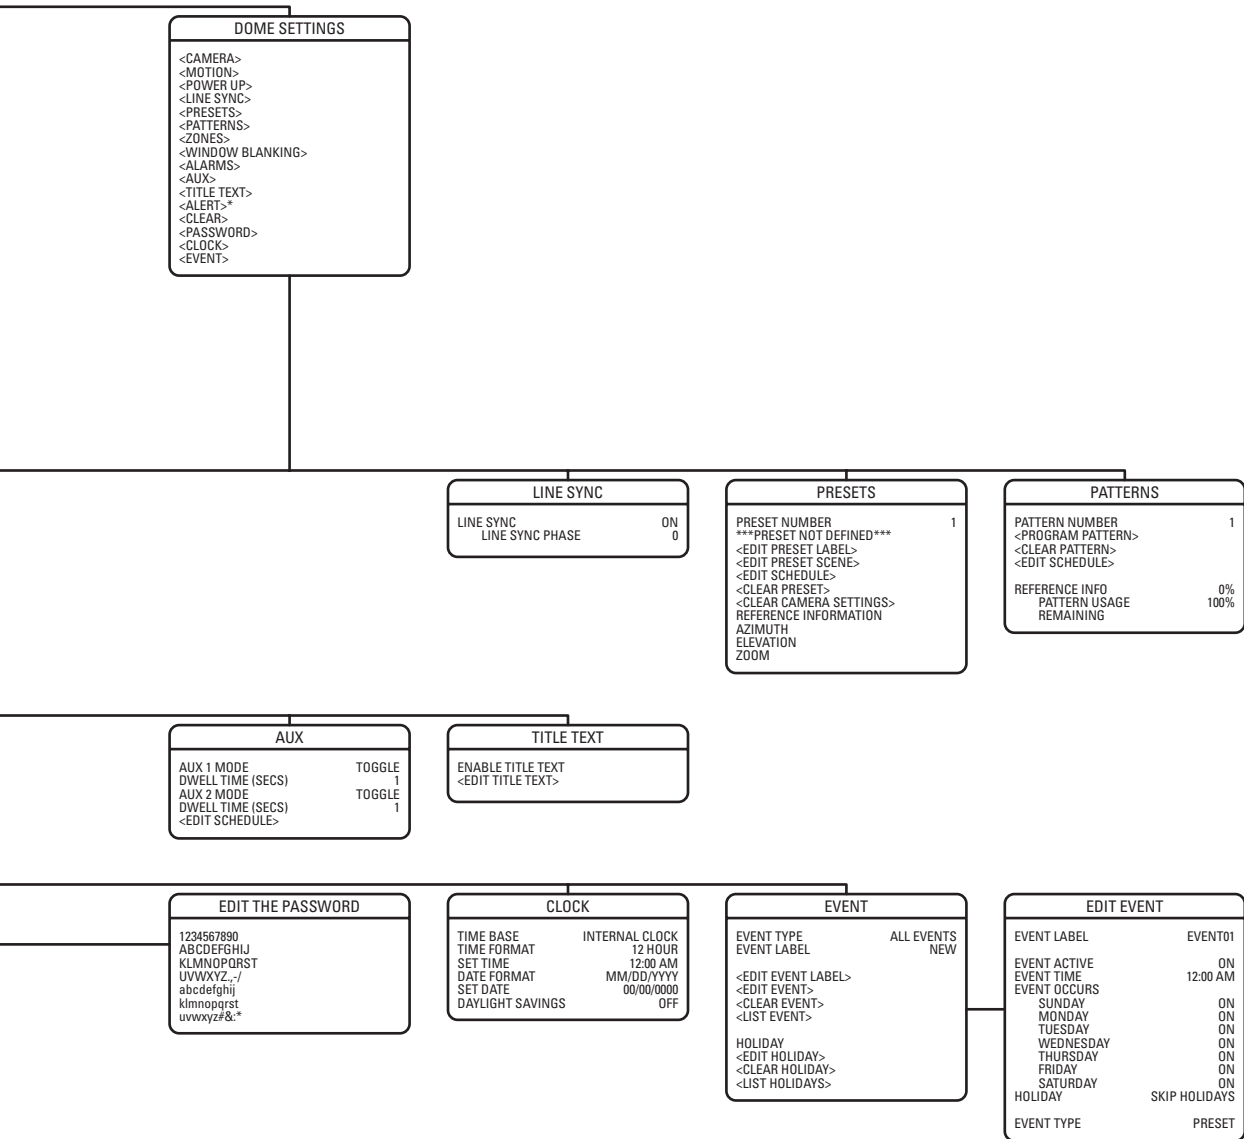 DOME SETTINGS
<CAMERA>
<MOTION>
<POWER UP>
<LINE SYNC>
<PRESETS>
<PATTERNS>
<ZONES>
<WINDOW BLANKING>
<ALARMS>
<AUX>
<TITLE TEXT>
<ALERT>*
<CLEAR>
<PASSWORD>
<CLOCK>
<EVENT>
LINE SYNC
LINE SYNC ON
LINE SYNC PHASE 0
PRESETS
PRESET NUMBER 1
***PRESET NOT DEFINED***
<EDIT PRESET LABEL>
<EDIT PRESET SCENE>
<EDIT SCHEDULE>
<CLEAR PRESET>
<CLEAR CAMERA SETTINGS>
REFERENCE INFORMATION
AZIMUTH
ELEVATION
ZOOM
PATTERNS
PATTERN NUMBER 1
<PROGRAM PATTERN>
<CLEAR PATTERN>
<EDIT SCHEDULE>
REFERENCE INFO 0%
PATTERN USAGE 100%
REMAINING
AUX
AUX 1 MODE TOGGLE
DWELL TIME (SECS) 1
AUX 2 MODE TOGGLE
DWELL TIME (SECS) 1
<EDIT SCHEDULE>
TITLE TEXT
ENABLE TITLE TEXT
<EDIT TITLE TEXT>
EDIT THE PASSWORD
1234567890
ABCDEFGHIJ
KLMNOPQRST
UVWXYZ.,-/
abcdefghij
klmnopqrst
uvwxyz#&:*
CLOCK
TIME BASE INTERNAL CLOCK
TIME FORMAT 12 HOUR
SET TIME 12:00 AM
DATE FORMAT MM/DD/YYYY
SET DATE 00/00/0000
DAYLIGHT SAVINGS OFF
EVENT
EVENT TYPE ALL EVENTS
EVENT LABEL NEW
<EDIT EVENT LABEL>
<EDIT EVENT>
<CLEAR EVENT>
<LIST EVENT>
HOLIDAY
<EDIT HOLIDAY>
<CLEAR HOLIDAY>
<LIST HOLIDAYS>
EDIT EVENT
EVENT LABEL EVENT01
EVENT ACTIVE ON
EVENT TIME 12:00 AM
EVENT OCCURS
SUNDAY ON
MONDAY ON
TUESDAY ON
WEDNESDAY ON
THURSDAY ON
FRIDAY ON
SATURDAY ON
HOLIDAY SKIP HOLIDAYS
EVENT TYPE PRESET